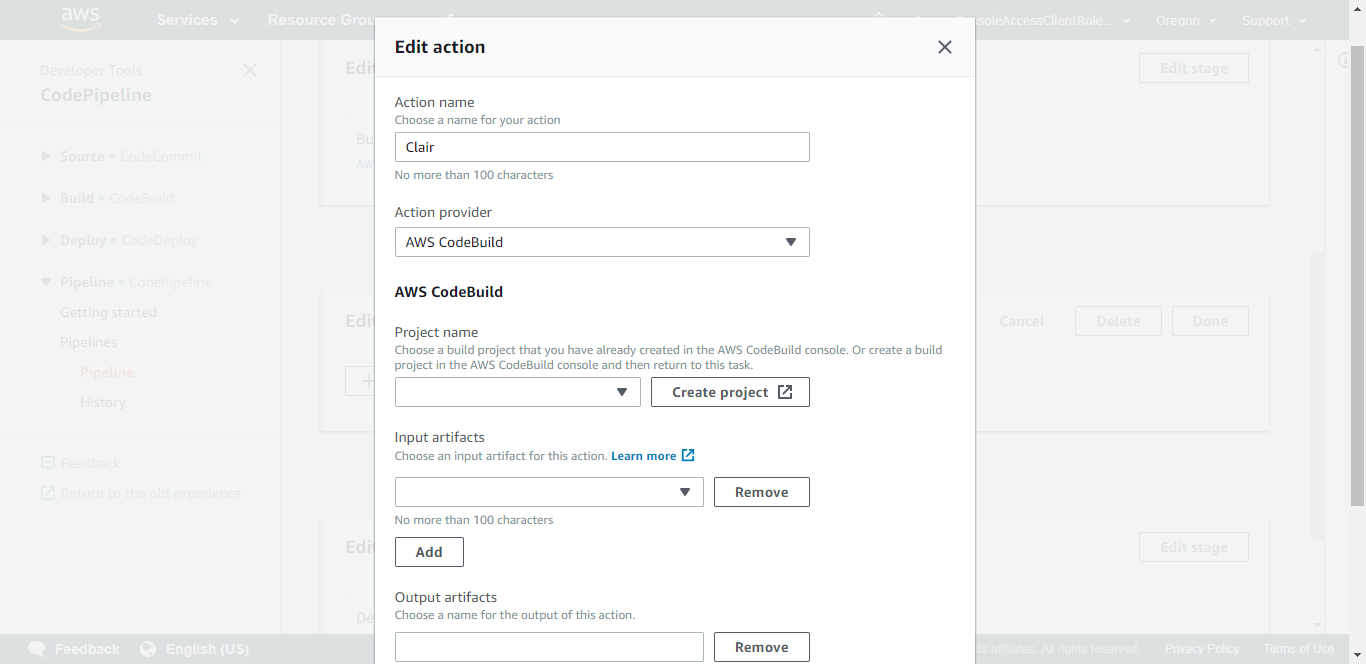 aws
Services
Resource Grou
ConsoleAccessClientRole...
Oregon
Support
Developer Tools
CodePipeline
Source • CodeCommit
Build • CodeBuild
Deploy • CodeDeploy
Pipeline • CodePipeline
Getting started
Pipelines
Pipeline
History
Feedback
Return to the old experience
Edit
Edit stage
Bu
AW
Edit
Cancel
Delete
Done
Edit
Edit stage
De
Edit action
Action name
Choose a name for your action
Clair
No more than 100 characters
Action provider
AWS CodeBuild
AWS CodeBuild
Project name
Choose a build project that you have already created in the AWS CodeBuild console. Or create a build
project in the AWS CodeBuild console and then return to this task.
Create project
Input artifacts
Choose an input artifact for this action. Learn more
Remove
No more than 100 characters
Add
Output artifacts
Choose a name for the output of this action.
Remove
Feedback
English (US)
its affiliates. All rights reserved.
Privacy Policy
Terms of Use